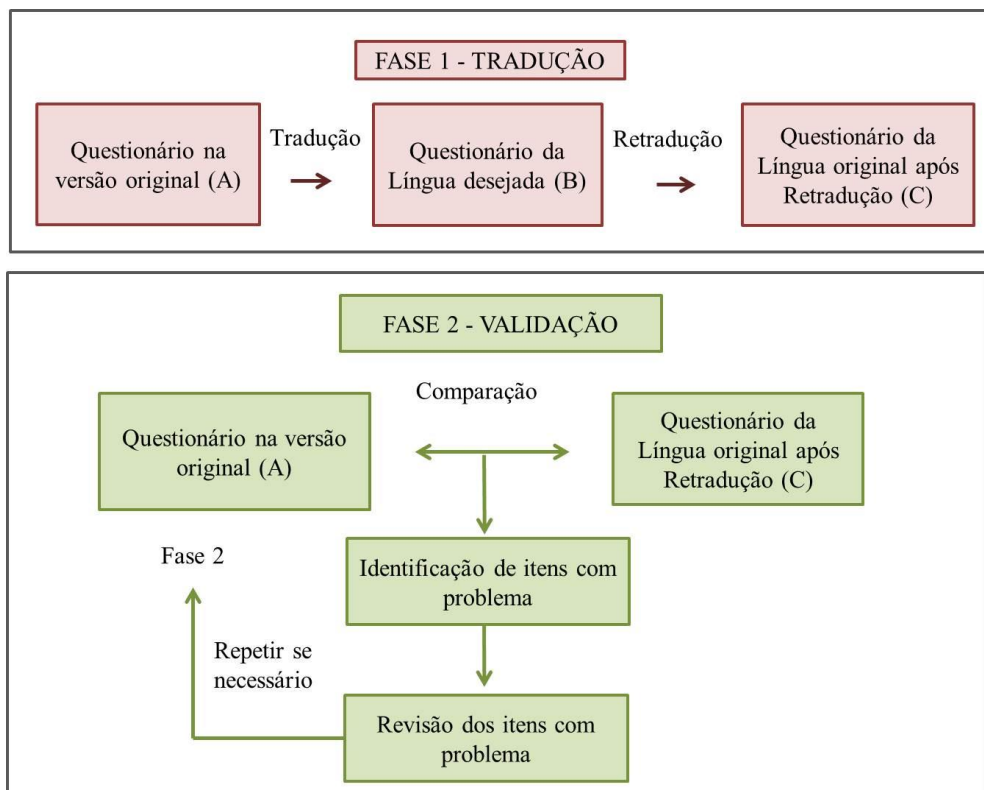 FASE 1 - TRADUÇÃO
Questionário na
versão original (A)
Tradução
Questionário da
Língua desejada (B)
Retradução
Questionário da
Língua original após
Retradução (C)
FASE 2 - VALIDAÇÃO
Comparação
Questionário na versão
original (A)
Questionário da
Língua original após
Retradução (C)
Identificação de itens com
problema
Fase 2
Repetir se
necessário
Revisão dos itens com
problema